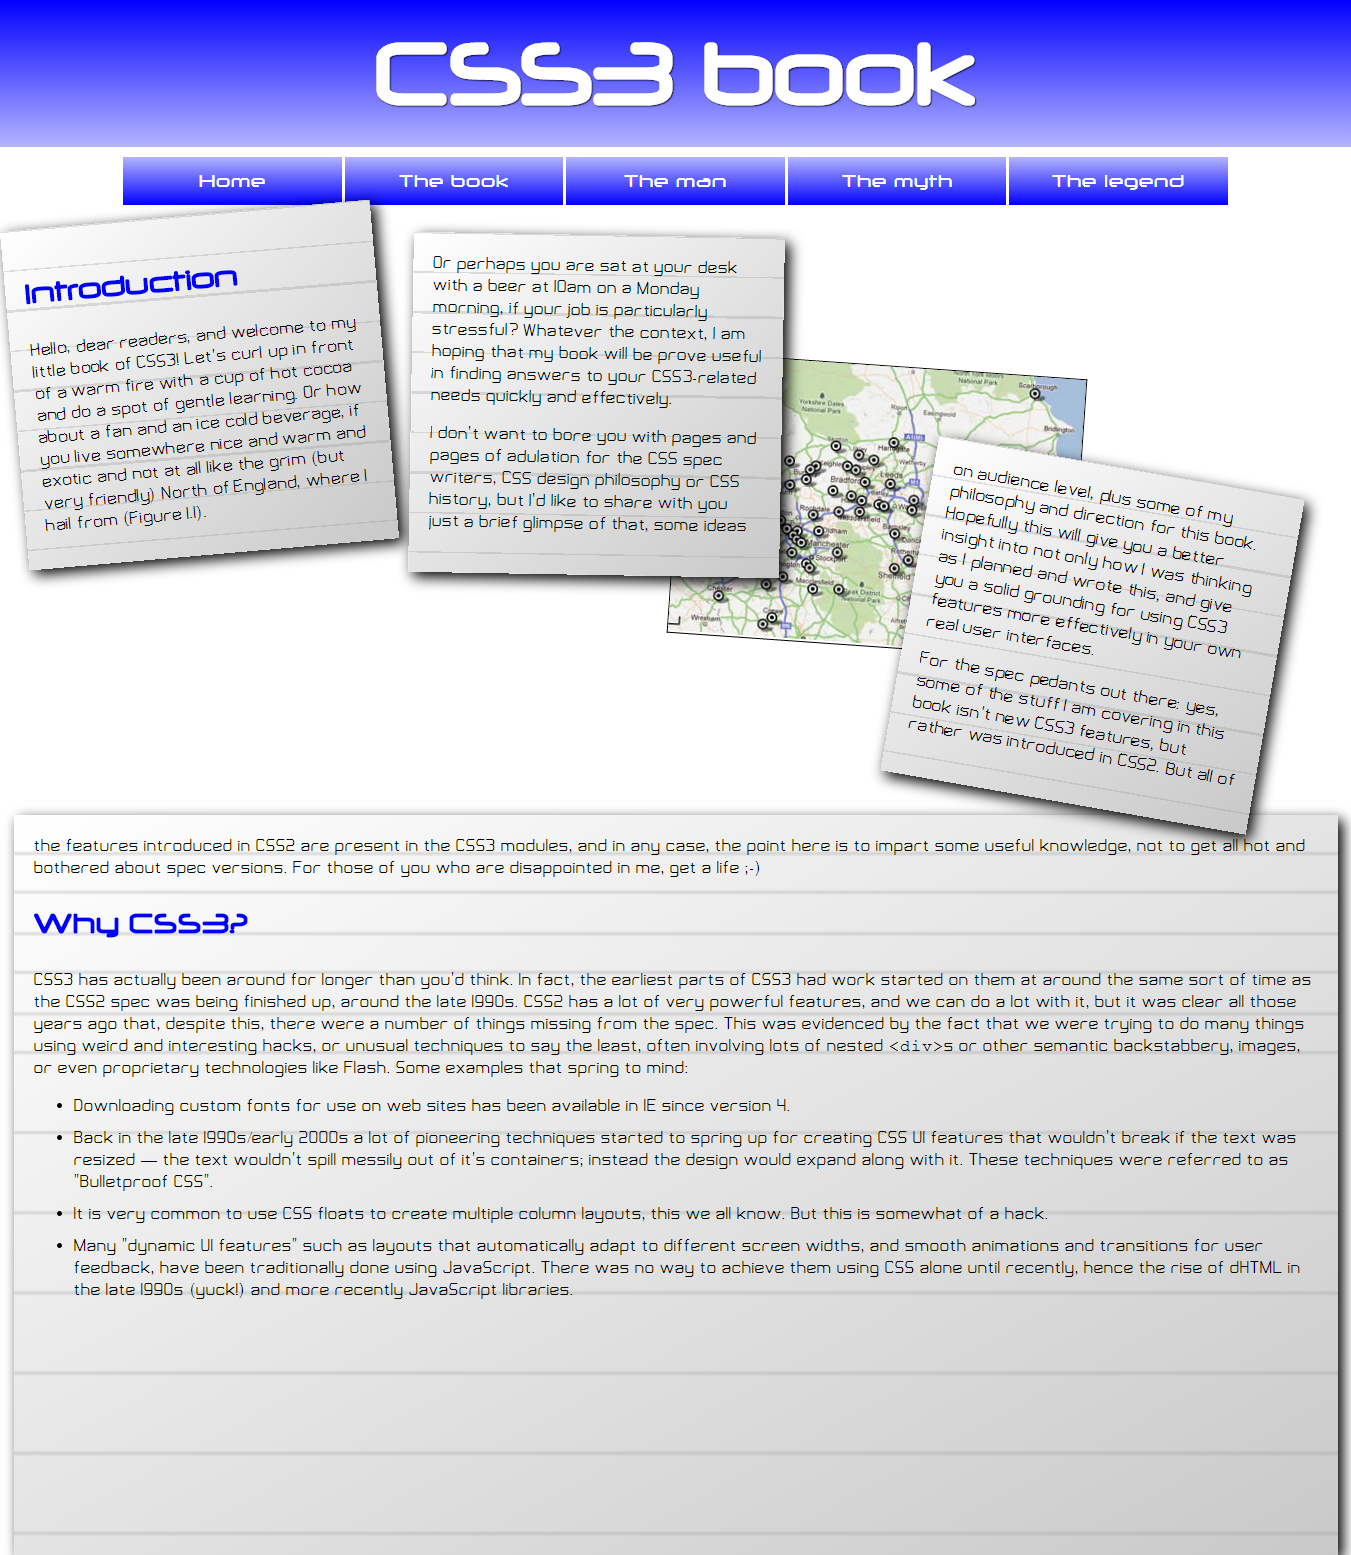 CSS3 book
Home
The book
The man
The myth
The legend
Introduction
Hello, dear readers, and welcome to my
little book of CSS3! Let's curl up in front
of a warm fire with a cup of hot cocoa
and do a spot of gentle learning. Or how
about a fan and an ice cold beverage, if
you live somewhere nice and warm and
exotic and not at all like the grim (but
very friendly) North of England, where I
hail from (Figure 1.1).
Or perhaps you are sat at your desk
with a beer at 10am on a Monday
morning, if your job is particularly
stressful? Whatever the context, I am
hoping that my book will be prove useful
in finding answers to your CSS3-related
needs quickly and effectively.
I don't want to bore you with pages and
pages of adulation for the CSS spec
writers, CSS design philosophy or CSS
history, but I'd like to share with you
just a brief glimpse of that, some ideas
Yorkshire Dales
National Park
National Park
Scarborough
Ripon
Easingwold
Bridlington
A1(M)
Wetherby
Leeds
Bradford
Rochdale
Oldham
Manchester
Stockport
Macclesfield
Chester
Wrexham
Peak District
National Park
on audience level, plus some of my
philosophy and direction for this book.
Hopefully this will give you a better
insight into not only how I was thinking
as I planned and wrote this, and give
you a solid grounding for using CSS3
features more effectively in your own
real user interfaces.
For the spec pedants out there: yes,
some of the stuff I am covering in this
book isn't new CSS3 features, but
rather was introduced in CSS2. But all of
the features introduced in CSS2 are present in the CSS3 modules, and in any case, the point here is to impart some useful knowledge, not to get all hot and
bothered about spec versions. For those of you who are disappointed in me, get a life ;-)
Why CSS3?
CSS3 has actually been around for longer than you'd think. In fact, the earliest parts of CSS3 had work started on them at around the same sort of time as
the CSS2 spec was being finished up, around the late 1990s. CSS2 has a lot of very powerful features, and we can do a lot with it, but it was clear all those
years ago that, despite this, there were a number of things missing from the spec. This was evidenced by the fact that we were trying to do many things
using weird and interesting hacks, or unusual techniques to say the least, often involving lots of nested <div>s or other semantic backstabbery, images,
or even proprietary technologies like Flash. Some examples that spring to mind:
• Downloading custom fonts for use on web sites has been available in IE since version 4.
• Back in the late 1990s/early 2000s a lot of pioneering techniques started to spring up for creating CSS UI features that wouldn't break if the text was
resized — the text wouldn't spill messily out of it's containers; instead the design would expand along with it. These techniques were referred to as
"Bulletproof CSS".
• It is very common to use CSS floats to create multiple column layouts, this we all know. But this is somewhat of a hack.
• Many "dynamic UI features" such as layouts that automatically adapt to different screen widths, and smooth animations and transitions for user
feedback, have been traditionally done using JavaScript. There was no way to achieve them using CSS alone until recently, hence the rise of dHTML in
the late 1990s (yuck!) and more recently JavaScript libraries.